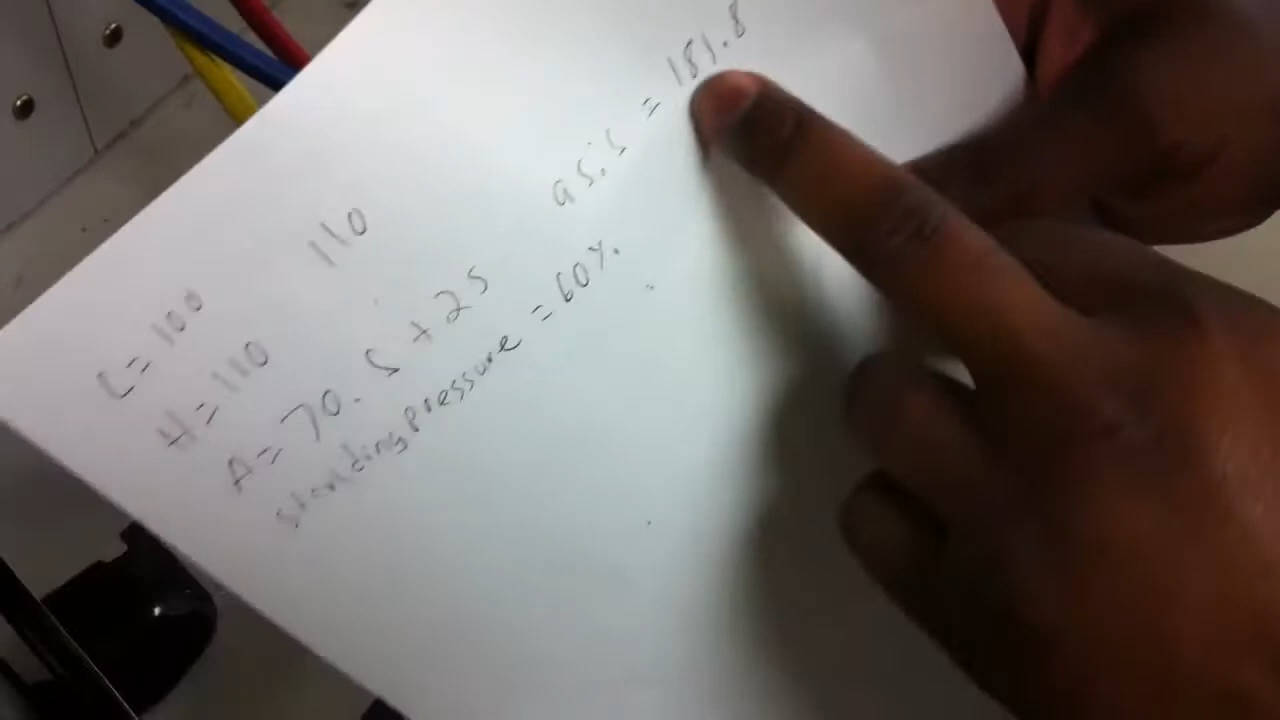 L=100
H=110 110
A=70.5+25 95.5=181.8
standing pressure=60%.